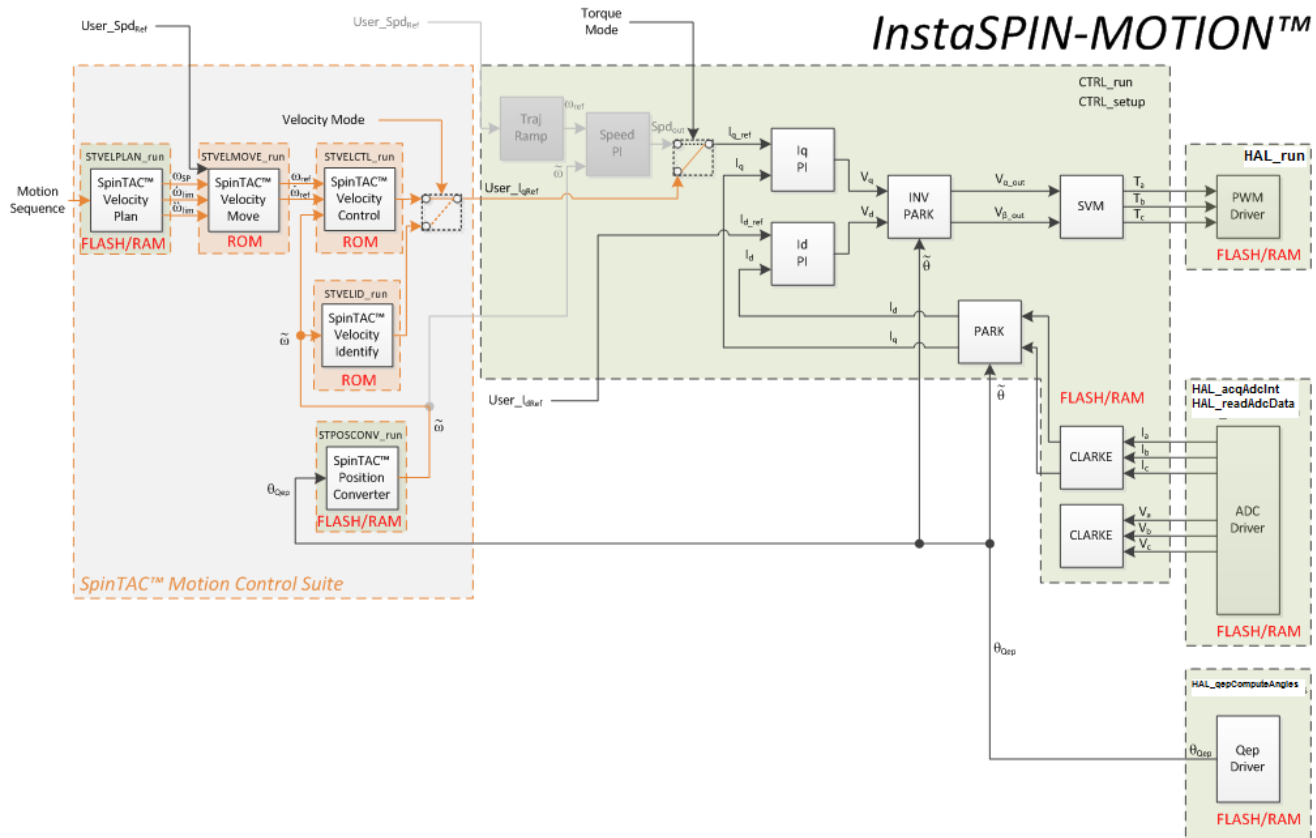 InstaSPIN-MOTION™
User_SpdRef
User_SpdRef
Torque
Mode
CTRL_run
CTRL_setup
Velocity Mode
Traj
Ramp
ωref
Speed
PI
Spdout
ω̃
Iq_ref
Iq
Iq
PI
Vq
Id_ref
Id
Id
PI
Vd
INV
PARK
Vα_out
Vβ_out
SVM
Ta
Tb
Tc
HAL_run
PWM
Driver
FLASH/RAM
STVELPLAN_run
STVELMOVE_run
STVELCTL_run
Motion
Sequence
SpinTAC™
Velocity
Plan
FLASH/RAM
ωSP
ω̇lim
ω̈lim
SpinTAC™
Velocity
Move
ROM
ωref
ω̇ref
SpinTAC™
Velocity
Control
ROM
User_IqRef
STVELID_run
SpinTAC™
Velocity
Identify
ROM
ω̃
ω̃
θ̃
Id
Iq
PARK
θ̃
User_IdRef
FLASH/RAM
STPOSCONV_run
SpinTAC™
Position
Converter
FLASH/RAM
θQep
SpinTAC™ Motion Control Suite
CLARKE
CLARKE
Ia
Ib
Ic
Va
Vb
Vc
HAL_acqAdcInt
HAL_readAdcData
ADC
Driver
FLASH/RAM
θQep
HAL_qepComputeAngles
θQep
Qep
Driver
FLASH/RAM